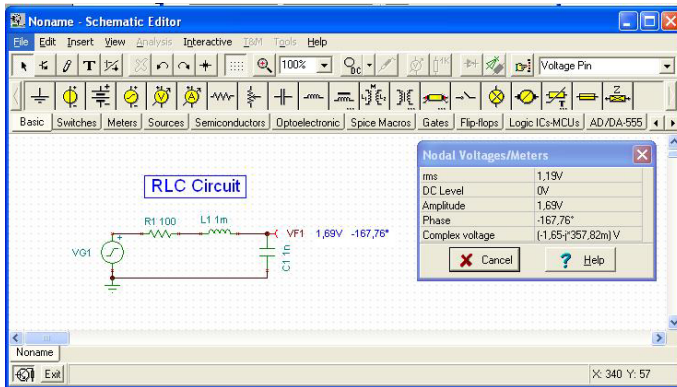 Noname - Schematic Editor
File Edit Insert View Analysis Interactive T&M Tools Help
100% DC 1K Voltage Pin
Z
Basic Switches Meters Sources Semiconductors Optoelectronic Spice Macros Gates Flip-flops Logic ICs-MCUs AD/DA-555
Nodal Voltages/Meters
rms 1,19V
DC Level 0V
Amplitude 1,69V
Phase -167,76°
Complex voltage (-1,65-j*357,82m) V
Cancel ? Help
RLC Circuit
R1 100 L1 1m
VF1 1,69V -167,76°
VG1 +
C1 1n
Noname
Exit X: 340 Y: 57